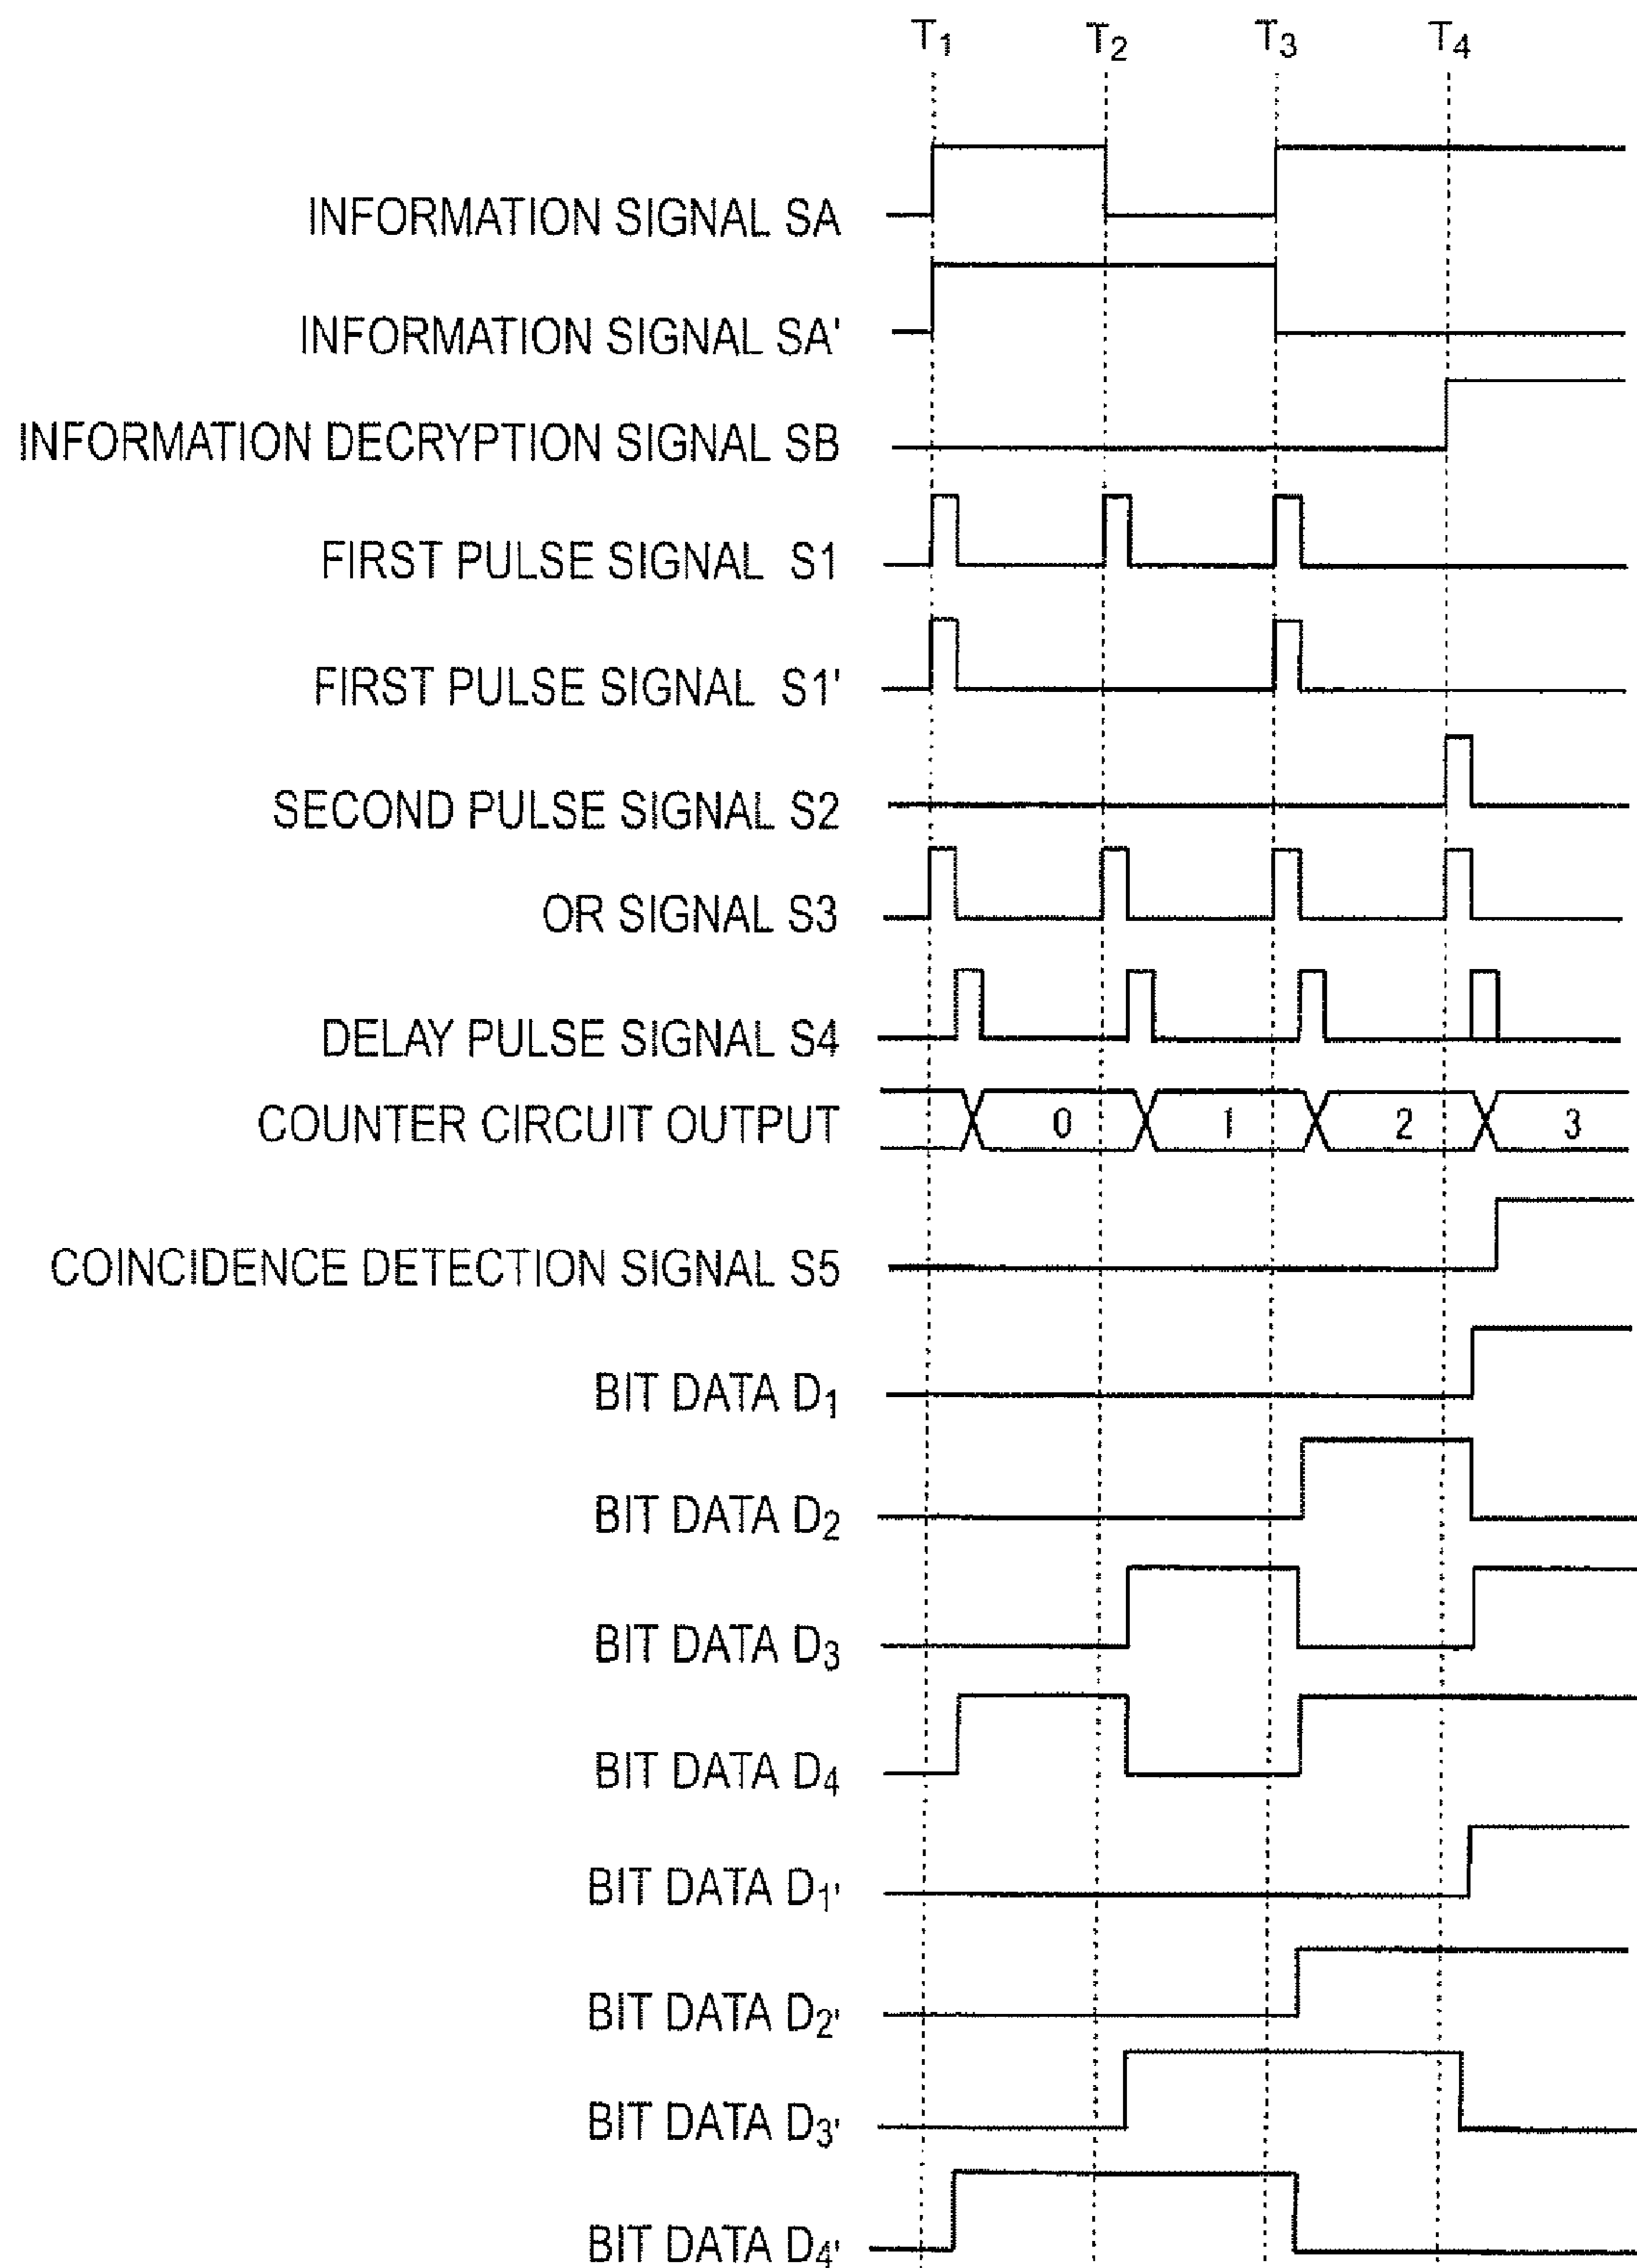 T1 T2 T3 T4
INFORMATION SIGNAL SA
INFORMATION SIGNAL SA'
INFORMATION DECRYPTION SIGNAL SB
FIRST PULSE SIGNAL S1
FIRST PULSE SIGNAL S1'
SECOND PULSE SIGNAL S2
OR SIGNAL S3
DELAY PULSE SIGNAL S4
COUNTER CIRCUIT OUTPUT 0 1 2 3
COINCIDENCE DETECTION SIGNAL S5
BIT DATA D1
BIT DATA D2
BIT DATA D3
BIT DATA D4
BIT DATA D1'
BIT DATA D2'
BIT DATA D3'
BIT DATA D4'